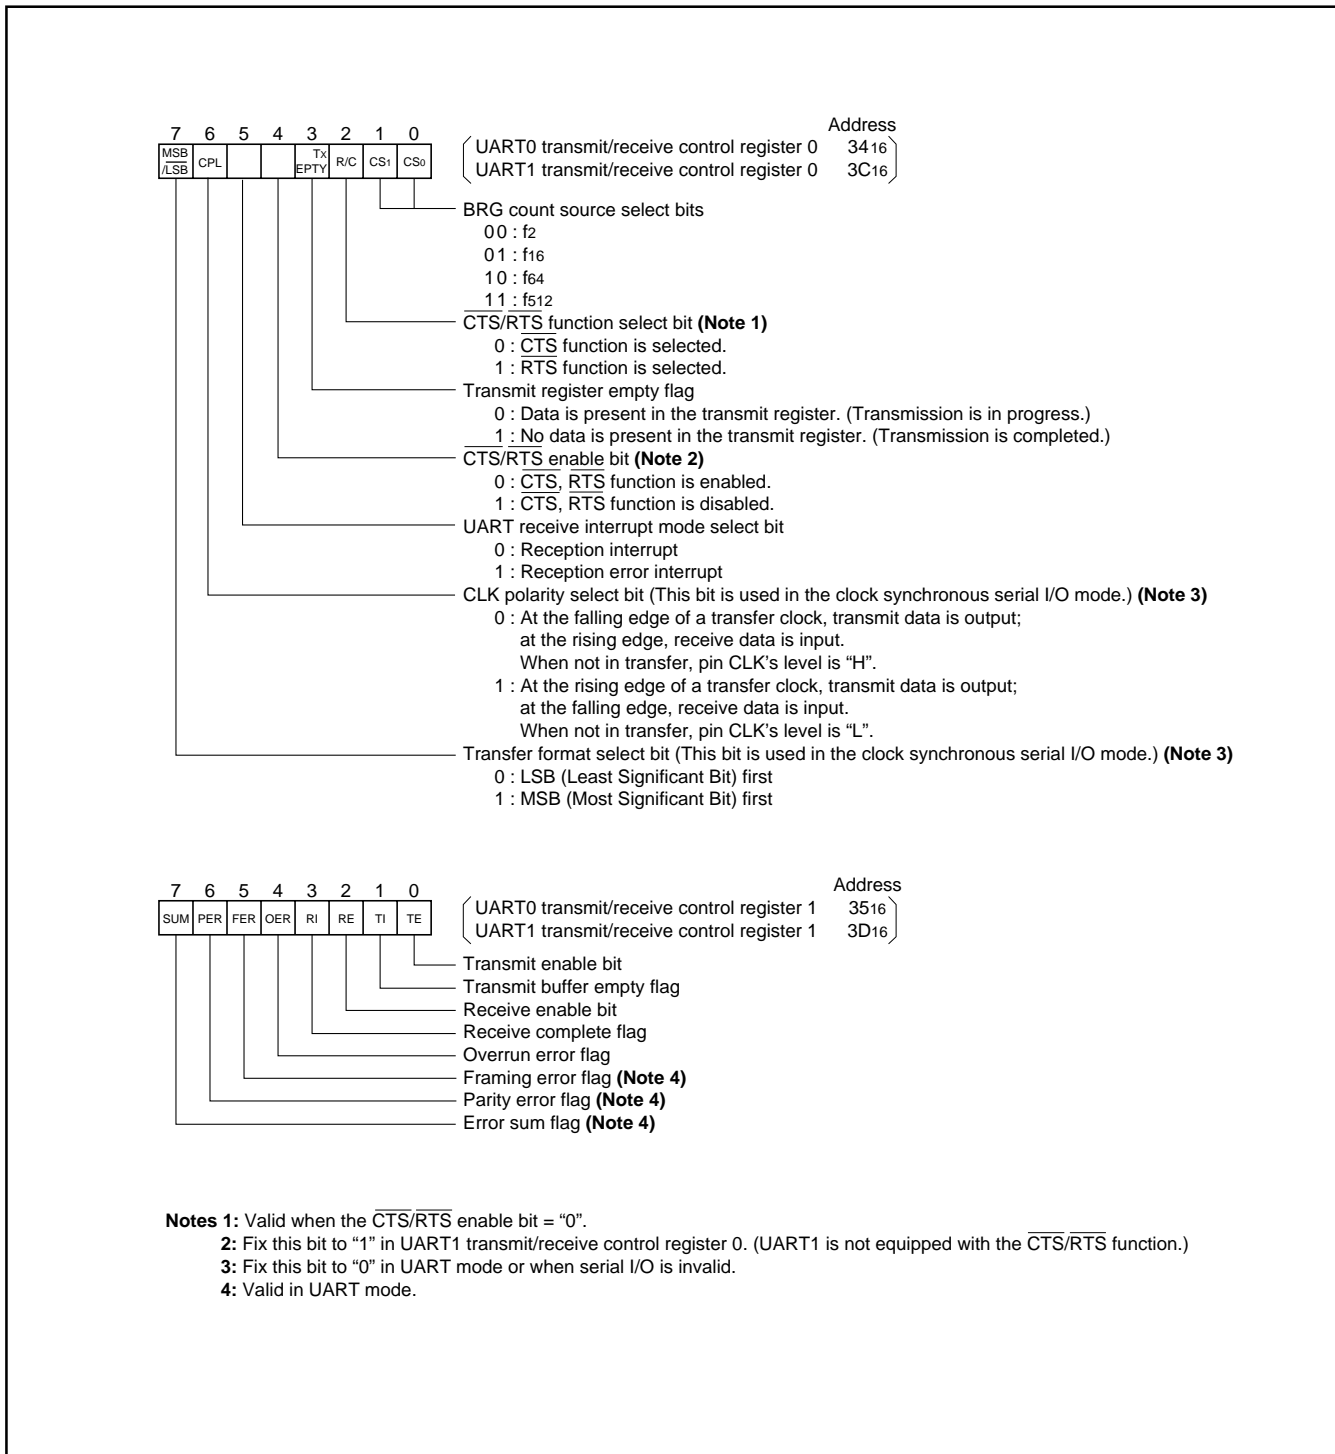 Address
7 6 5 4 3 2 1 0
MSB/LSB CPL TX EPTY R/C CS1 CS0
UART0 transmit/receive control register 0 3416
UART1 transmit/receive control register 0 3C16
BRG count source select bits
0 0 : f2
0 1 : f16
1 0 : f64
1 1 : f512
CTS/RTS function select bit (Note 1)
0 : CTS function is selected.
1 : RTS function is selected.
Transmit register empty flag
0 : Data is present in the transmit register. (Transmission is in progress.)
1 : No data is present in the transmit register. (Transmission is completed.)
CTS/RTS enable bit (Note 2)
0 : CTS, RTS function is enabled.
1 : CTS, RTS function is disabled.
UART receive interrupt mode select bit
0 : Reception interrupt
1 : Reception error interrupt
CLK polarity select bit (This bit is used in the clock synchronous serial I/O mode.) (Note 3)
0 : At the falling edge of a transfer clock, transmit data is output;
at the rising edge, receive data is input.
When not in transfer, pin CLK’s level is “H”.
1 : At the rising edge of a transfer clock, transmit data is output;
at the falling edge, receive data is input.
When not in transfer, pin CLK’s level is “L”.
Transfer format select bit (This bit is used in the clock synchronous serial I/O mode.) (Note 3)
0 : LSB (Least Significant Bit) first
1 : MSB (Most Significant Bit) first
Address
7 6 5 4 3 2 1 0
SUM PER FER OER RI RE TI TE
UART0 transmit/receive control register 1 3516
UART1 transmit/receive control register 1 3D16
Transmit enable bit
Transmit buffer empty flag
Receive enable bit
Receive complete flag
Overrun error flag
Framing error flag (Note 4)
Parity error flag (Note 4)
Error sum flag (Note 4)
Notes 1: Valid when the CTS/RTS enable bit = “0”.
2: Fix this bit to “1” in UART1 transmit/receive control register 0. (UART1 is not equipped with the CTS/RTS function.)
3: Fix this bit to “0” in UART mode or when serial I/O is invalid.
4: Valid in UART mode.